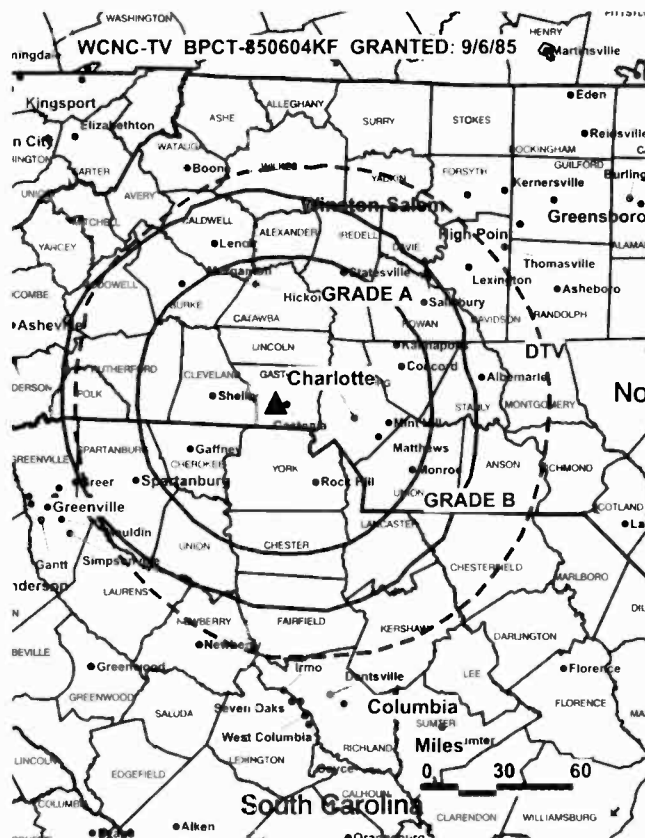 WASHINGTON
HENRY
WCNC-TV BPCT-850604KF GRANTED: 9/6/85
Martinsville
Kingsport
ASHE
ALLEGHANY
SURRY
STOKES
Eden
Elizabethton
Reidsville
WATAUGA
ROCKINGHAM
Boone
WILKES
YADKIN
FORSYTH
GUILFORD
Kernersville
AVERY
Winston-Salem
Greensboro
CALDWELL
YANCEY
ALEXANDER
IREDELL
DAVIE
High Point
Lenoir
Thomasville
Morganton
Statesville
Lexington
Asheboro
BURKE
GRADE A
Salisbury
DAVIDSON
RANDOLPH
CATAWBA
ROWAN
Asheville
LINCOLN
Kannapolis
DTV
RUTHERFORD
CLEVELAND
Charlotte
Concord
Albemarle
POLK
Shelby
STANLY
MONTGOMERY
Gastonia
Mint Hill
SPARTANBURG
Gaffney
Matthews
ANSON
RICHMOND
GREENVILLE
CHEROKEE
YORK
Monroe
Greer
Spartanburg
Rock Hill
UNION
GRADE B
SCOTLAND
Greenville
LANCASTER
Mauldin
UNION
CHESTER
Gantt
Simpsonville
CHESTERFIELD
MARLBORO
LAURENS
NEWBERRY
FAIRFIELD
KERSHAW
DARLINGTON
Newberry
Irmo
LEE
Greenwood
Dentsville
Florence
GREENWOOD
Seven Oaks
Columbia
FLORENCE
SALUDA
SUMTER
West Columbia
RICHLAND
Miles
LEXINGTON
EDGEFIELD
Cayce
0 30 60
CALHOUN
South Carolina
CLARENDON
WILLIAMSBURG
Aiken